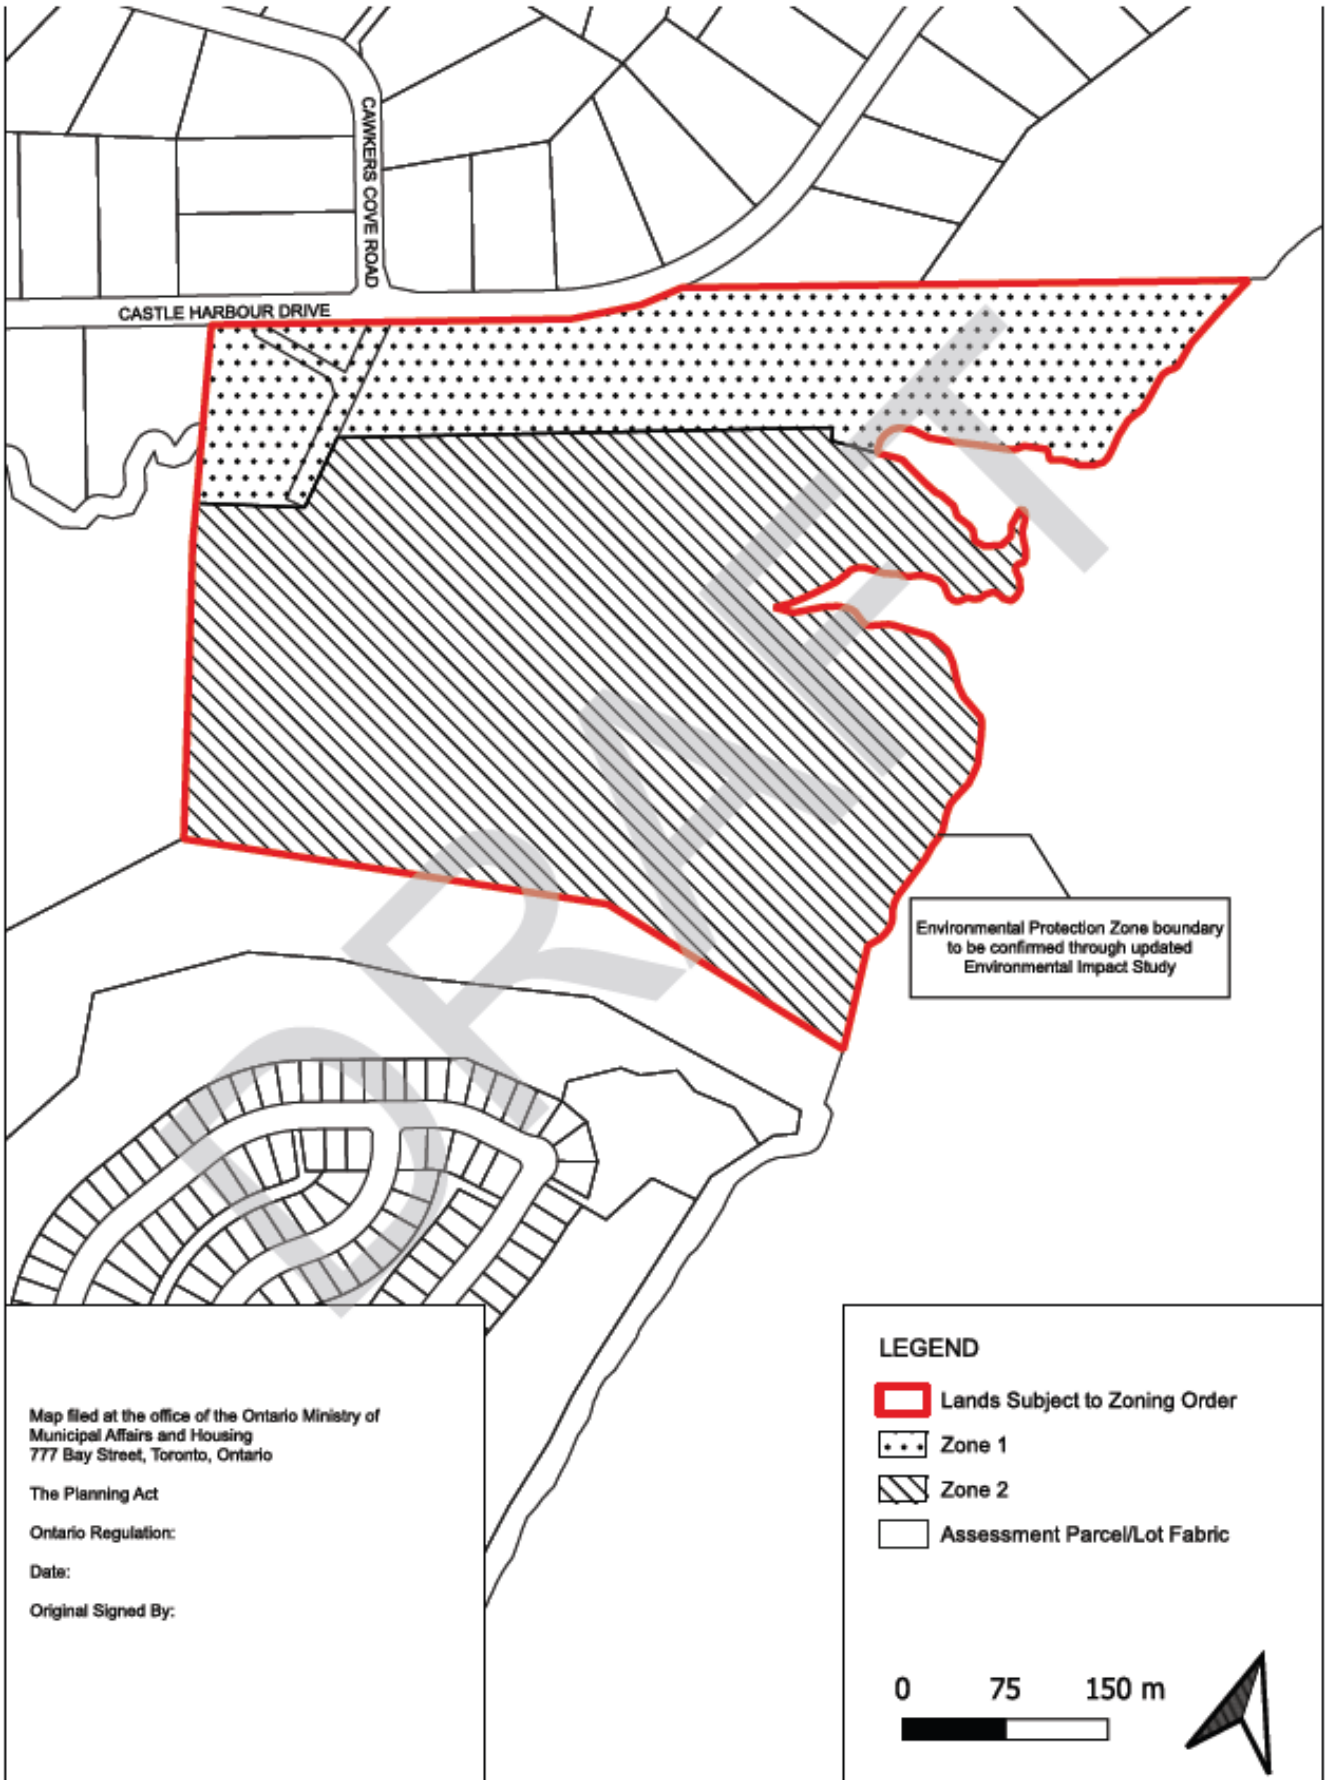 CAWKERS COVE ROAD
CASTLE HARBOUR DRIVE
DRAFT
Environmental Protection Zone boundary
to be confirmed through updated
Environmental Impact Study
Map filed at the office of the Ontario Ministry of
Municipal Affairs and Housing
777 Bay Street, Toronto, Ontario
The Planning Act
Ontario Regulation:
Date:
Original Signed By:
LEGEND
Lands Subject to Zoning Order
Zone 1
Zone 2
Assessment Parcel/Lot Fabric
0 75 150 m